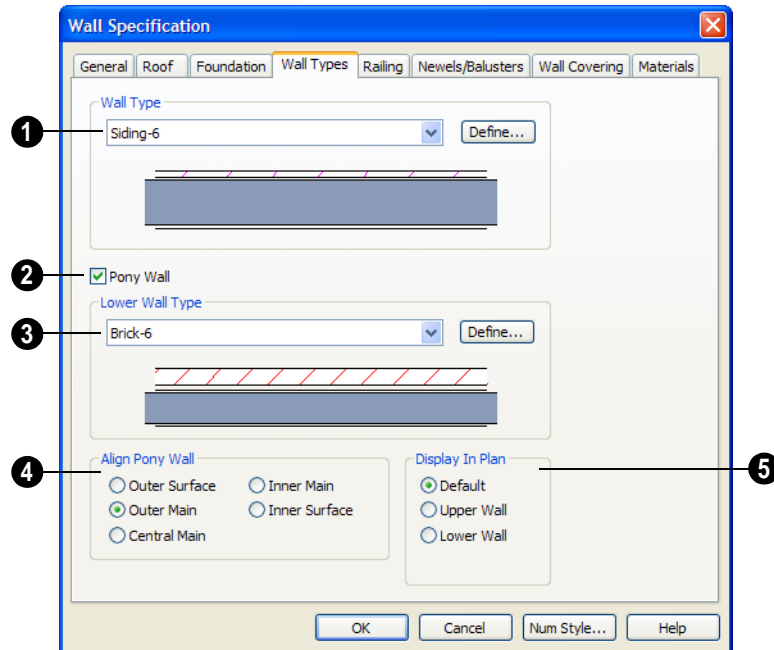 Wall Specification
General Roof Foundation Wall Types Railing Newels/Balusters Wall Covering Materials
Wall Type
1 Siding-6 Define...
2 Pony Wall
Lower Wall Type
3 Brick-6 Define...
4 Align Pony Wall
Outer Surface Inner Main
Outer Main Inner Surface
Central Main
Display In Plan 5
Default
Upper Wall
Lower Wall
OK Cancel Num Style... Help